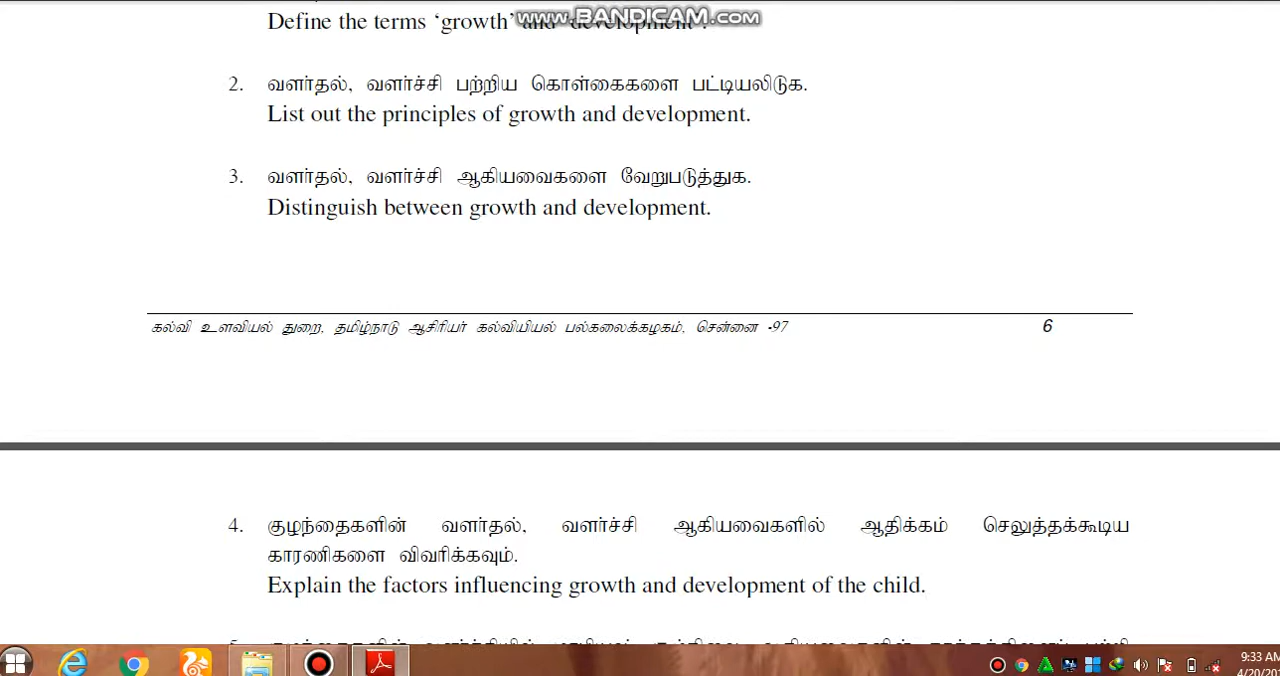 www.BANDICAM.com
Define the terms ‘growth’ and ‘development’.
2. வளர்தல், வளர்ச்சி பற்றிய கொள்கைகளை பட்டியலிடுக.
List out the principles of growth and development.
3. வளர்தல், வளர்ச்சி ஆகியவைகளை வேறுபடுத்துக.
Distinguish between growth and development.
கல்வி உளவியல் துறை, தமிழ்நாடு ஆசிரியர் கல்வியியல் பல்கலைக்கழகம், சென்னை -97 6
4. குழந்தைகளின் வளர்தல், வளர்ச்சி ஆகியவைகளில் ஆதிக்கம் செலுத்தக்கூடிய
காரணிகளை விவரிக்கவும்.
Explain the factors influencing growth and development of the child.
9:33 AM